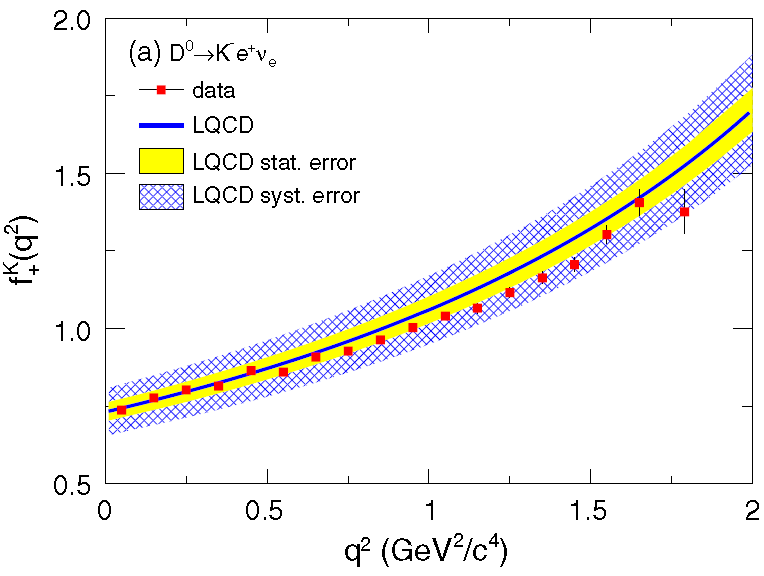 2.0
(a) D⁰→K⁻e⁺νₑ
data
LQCD
LQCD stat. error
LQCD syst. error
1.5
f₊ᴷ(q²)
1.0
0.5
0 0.5 1 1.5 2
q² (GeV²/c⁴)